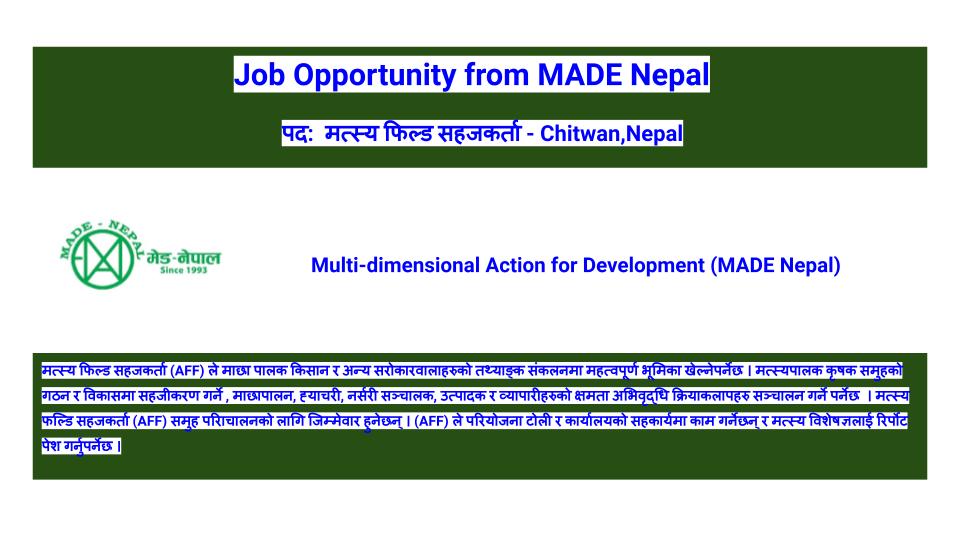 Job Opportunity from MADE Nepal
पद: मत्स्य फिल्ड सहजकर्ता - Chitwan,Nepal
MADE - NEPAL
मेड-नेपाल
Since 1993
Multi-dimensional Action for Development (MADE Nepal)
मत्स्य फिल्ड सहजकर्ता (AFF) ले माछा पालक किसान र अन्य सरोकारवालाहरुको तथ्याङ्क संकलनमा महत्वपूर्ण भूमिका खेल्नेपर्नेछ । मत्स्यपालक कृषक समुहको
गठन र विकासमा सहजीकरण गर्ने , माछापालन, ह्याचरी, नर्सरी सञ्चालक, उत्पादक र व्यापारीहरुको क्षमता अभिवृद्धि क्रियाकलापहरु सञ्चालन गर्ने पर्नेछ । मत्स्य
फल्डि सहजकर्ता (AFF) समुह परिाचालनको लागि जिम्मेवार हुनेछन् । (AFF) ले परियोजना टोली र कार्यालयको सहकार्यमा काम गर्नेछन् र मत्स्य विशेषज्ञलाई रिर्पोट
पेश गर्नुपर्नेछ ।